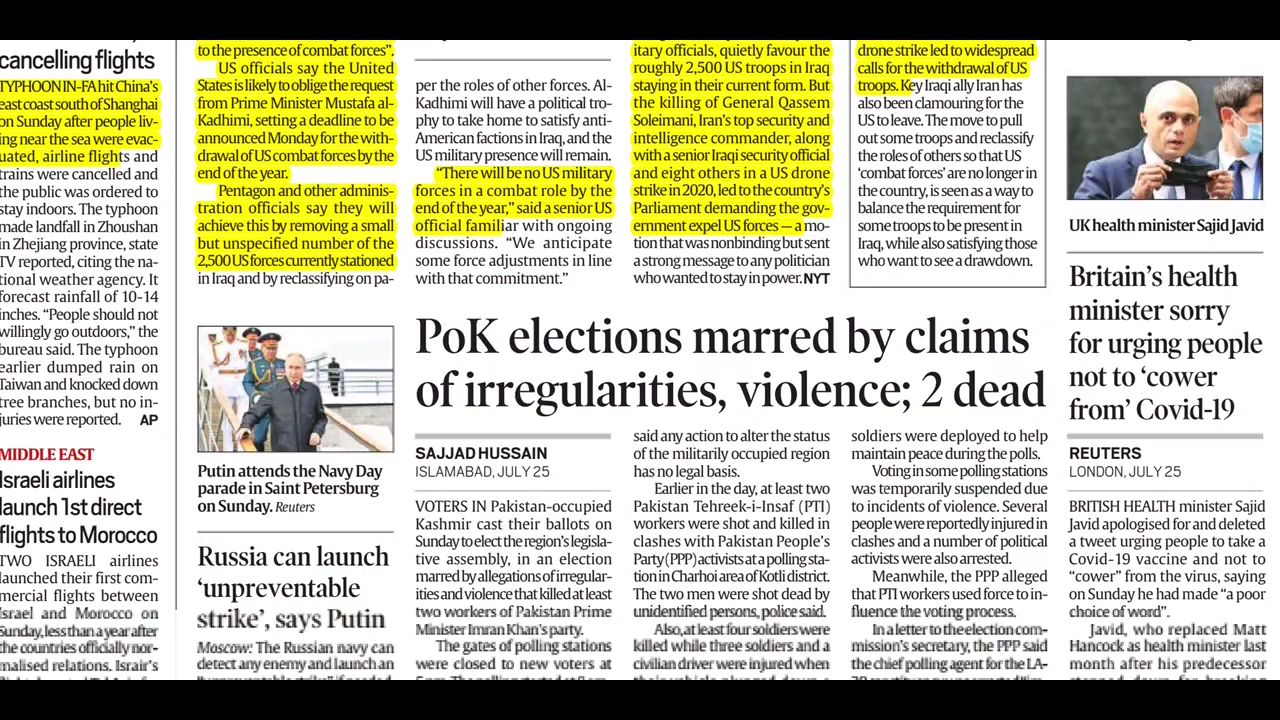 cancelling flights
TYPHOON IN-FA hit China's
east coast south of Shanghai
on Sunday after people liv-
ing near the sea were evac-
uated, airline flights and
trains were cancelled and
the public was ordered to
stay indoors. The typhoon
made landfall in Zhoushan
in Zhejiang province, state
TV reported, citing the na-
tional weather agency. It
forecast rainfall of 10-14
inches. “People should not
willingly go outdoors,” the
bureau said. The typhoon
earlier dumped rain on
Taiwan and knocked down
tree branches, but no in-
juries were reported. AP
MIDDLE EAST
Israeli airlines
launch 1st direct
flights to Morocco
TWO ISRAELI airlines
launched their first com-
mercial flights between
Israel and Morocco on
Sunday, less than a year after
the countries officially nor-
malised relations. Israir's
to the presence of combat forces”.
US officials say the United
States is likely to oblige the request
from Prime Minister Mustafa al-
Kadhimi, setting a deadline to be
announced Monday for the with-
drawal of US combat forces by the
end of the year.
Pentagon and other adminis-
tration officials say they will
achieve this by removing a small
but unspecified number of the
2,500 US forces currently stationed
in Iraq and by reclassifying on pa-
per the roles of other forces. Al-
Kadhimi will have a political tro-
phy to take home to satisfy anti-
American factions in Iraq, and the
US military presence will remain.
“There will be no US military
forces in a combat role by the
end of the year,” said a senior US
official familiar with ongoing
discussions. “We anticipate
some force adjustments in line
with that commitment.”
itary officials, quietly favour the
roughly 2,500 US troops in Iraq
staying in their current form. But
the killing of General Qassem
Soleimani, Iran's top security and
intelligence commander, along
with a senior Iraqi security official
and eight others in a US drone
strike in 2020, led to the country's
Parliament demanding the gov-
ernment expel US forces — a mo-
tion that was nonbinding but sent
a strong message to any politician
who wanted to stay in power. NYT
drone strike led to widespread
calls for the withdrawal of US
troops. Key Iraqi ally Iran has
also been clamouring for the
US to leave. The move to pull
out some troops and reclassify
the roles of others so that US
‘combat forces’ are no longer in
the country, is seen as a way to
balance the requirement for
some troops to be present in
Iraq, while also satisfying those
who want to see a drawdown.
Putin attends the Navy Day
parade in Saint Petersburg
on Sunday. Reuters
Russia can launch
‘unpreventable
strike’, says Putin
Moscow: The Russian navy can
detect any enemy and launch an
PoK elections marred by claims
of irregularities, violence; 2 dead
SAJJAD HUSSAIN
ISLAMABAD, JULY 25
VOTERS IN Pakistan-occupied
Kashmir cast their ballots on
Sunday to elect the region's legisla-
tive assembly, in an election
marred by allegations of irregular-
ities and violence that killed at least
two workers of Pakistan Prime
Minister Imran Khan's party.
The gates of polling stations
were closed to new voters at
said any action to alter the status
of the militarily occupied region
has no legal basis.
Earlier in the day, at least two
Pakistan Tehreek-i-Insaf (PTI)
workers were shot and killed in
clashes with Pakistan People's
Party (PPP) activists at a polling sta-
tion in Charhoi area of Kotli district.
The two men were shot dead by
unidentified persons, police said.
Also, at least four soldiers were
killed while three soldiers and a
civilian driver were injured when
soldiers were deployed to help
maintain peace during the polls.
Voting in some polling stations
was temporarily suspended due
to incidents of violence. Several
people were reportedly injured in
clashes and a number of political
activists were also arrested.
Meanwhile, the PPP alleged
that PTI workers used force to in-
fluence the voting process.
In a letter to the election com-
mission's secretary, the PPP said
the chief polling agent for the LA-
UK health minister Sajid Javid
Britain's health
minister sorry
for urging people
not to ‘cower
from’ Covid-19
REUTERS
LONDON, JULY 25
BRITISH HEALTH minister Sajid
Javid apologised for and deleted
a tweet urging people to take a
Covid-19 vaccine and not to
“cower” from the virus, saying
on Sunday he had made “a poor
choice of word”.
Javid, who replaced Matt
Hancock as health minister last
month after his predecessor